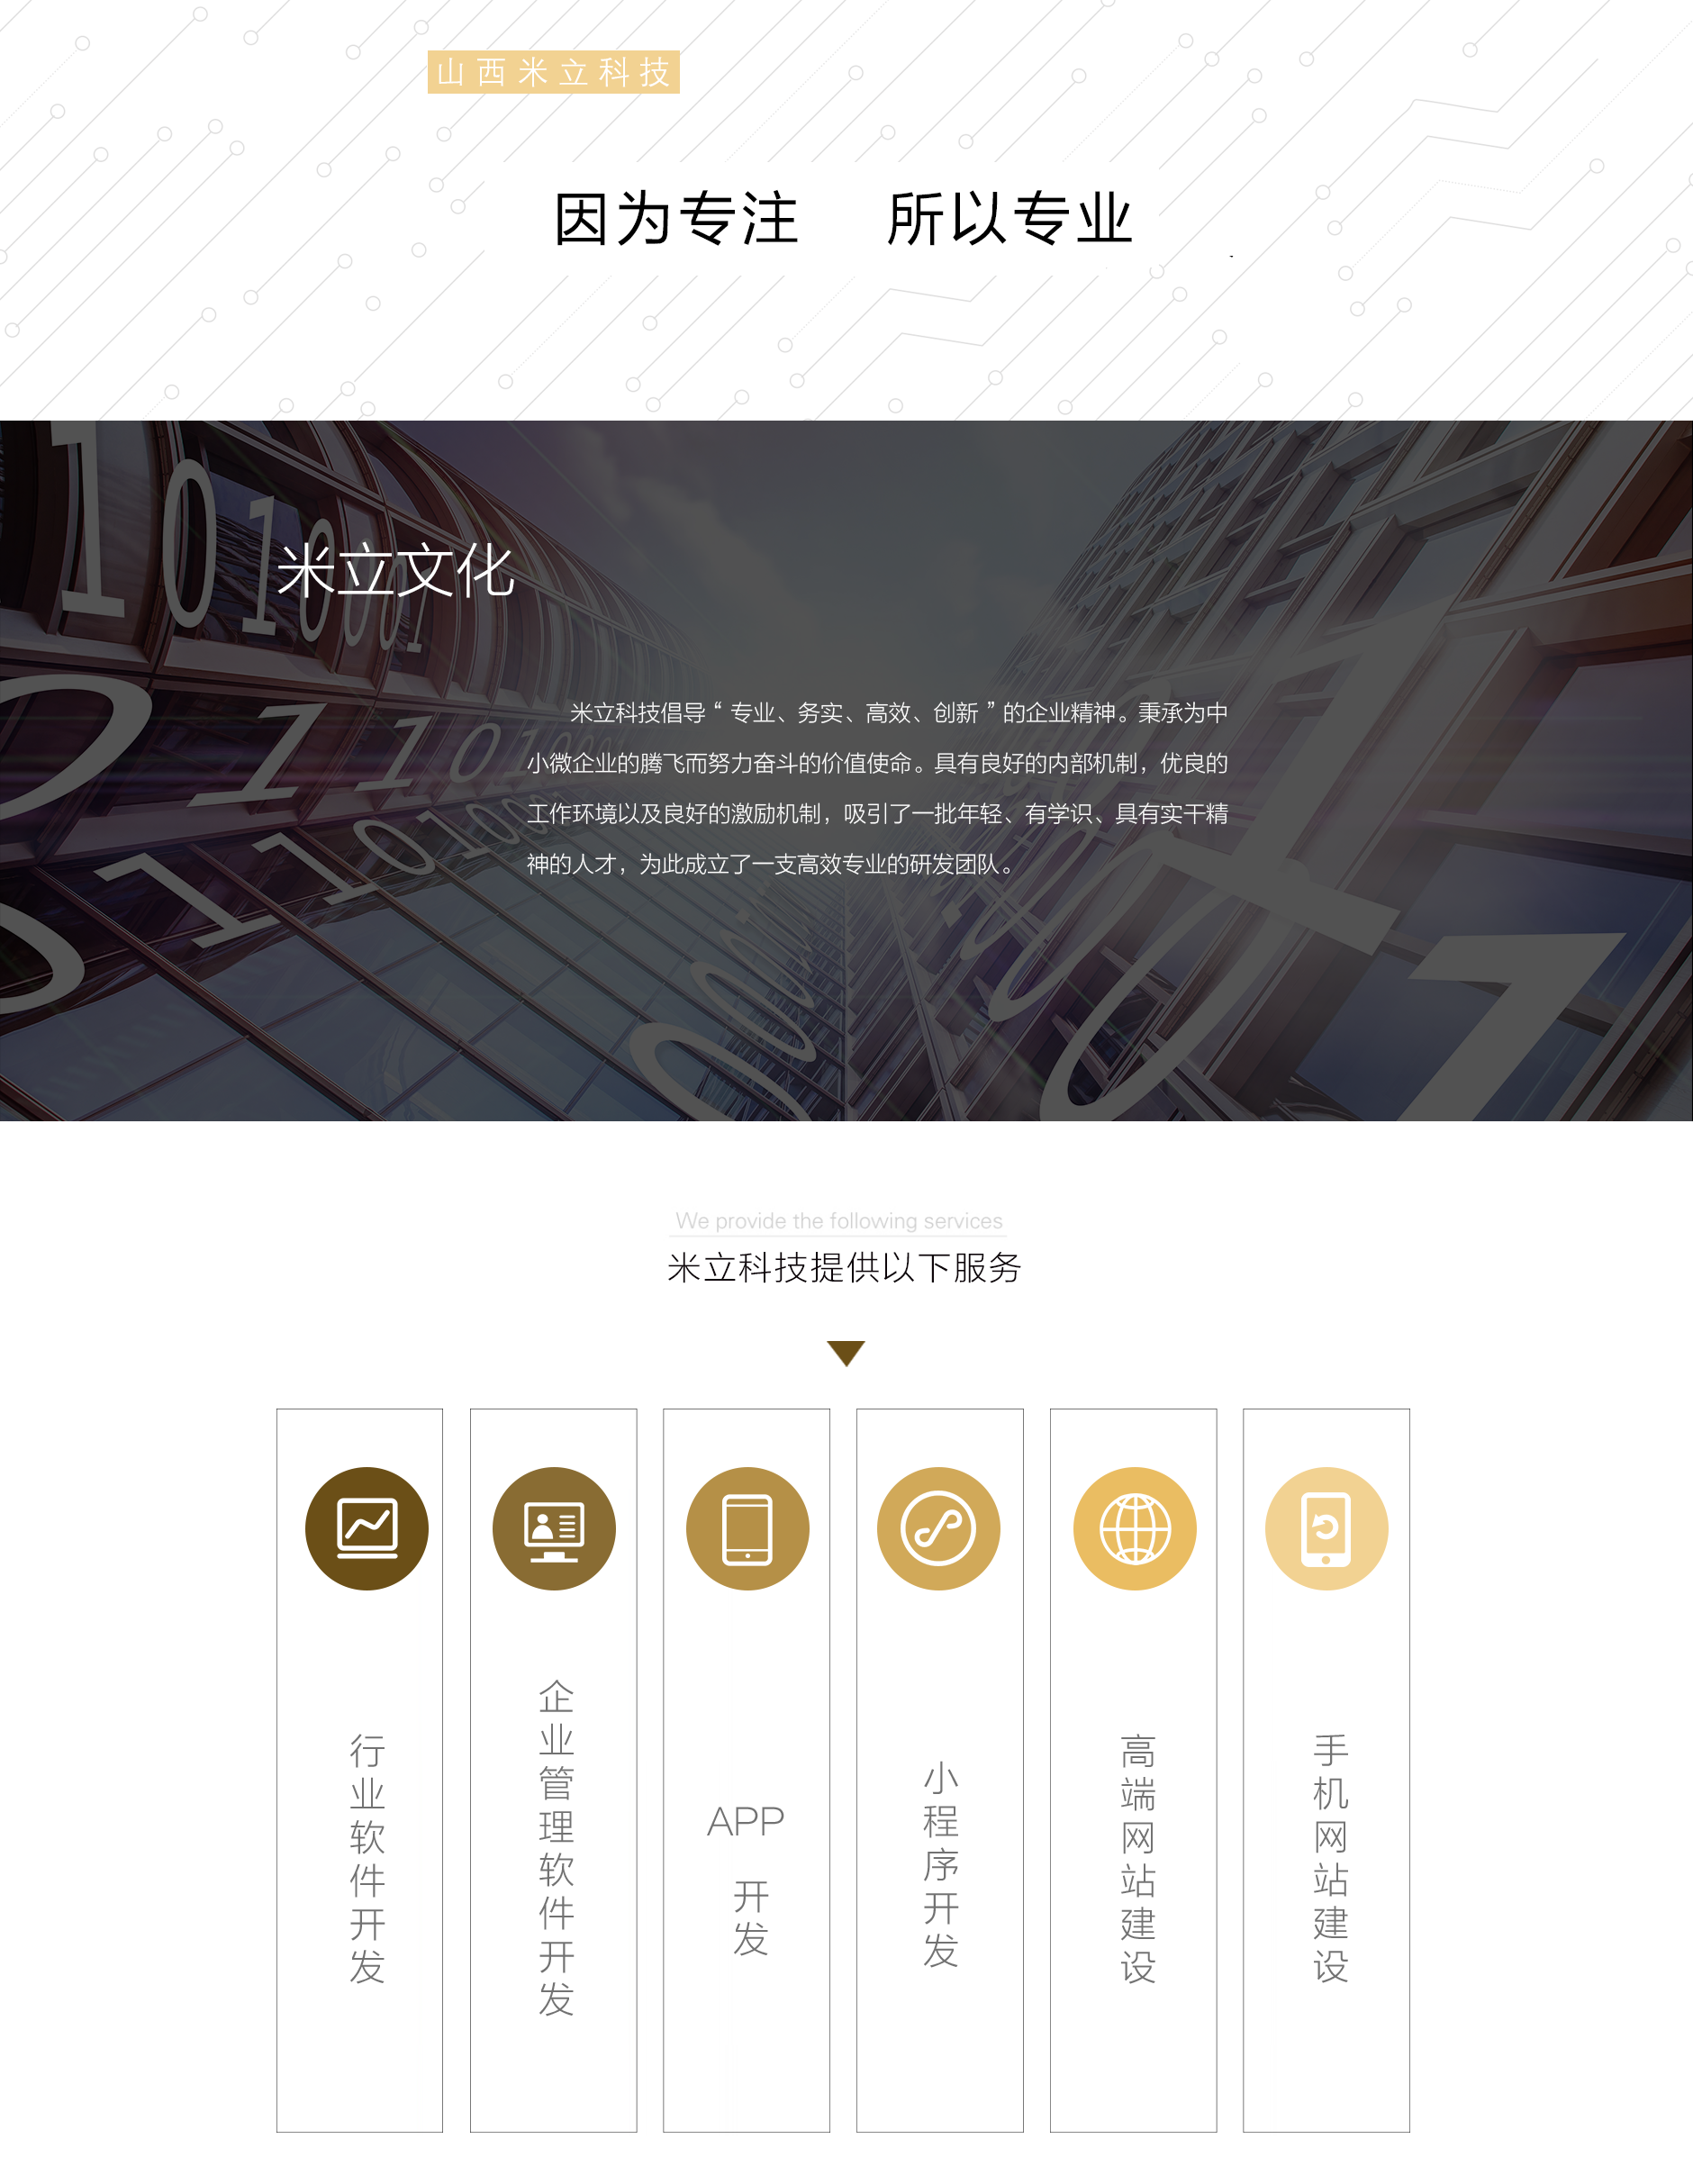 山西米立科技
因为专注 所以专业
米立文化
米立科技倡导“专业、务实、高效、创新”的企业精神。秉承为中
小微企业的腾飞而努力奋斗的价值使命。具有良好的内部机制，优良的
工作环境以及良好的激励机制，吸引了一批年轻、有学识、具有实干精
神的人才，为此成立了一支高效专业的研发团队。
We provide the following services
米立科技提供以下服务
行业软件开发
企业管理软件开发
APP
开发
小程序开发
高端网站建设
手机网站建设